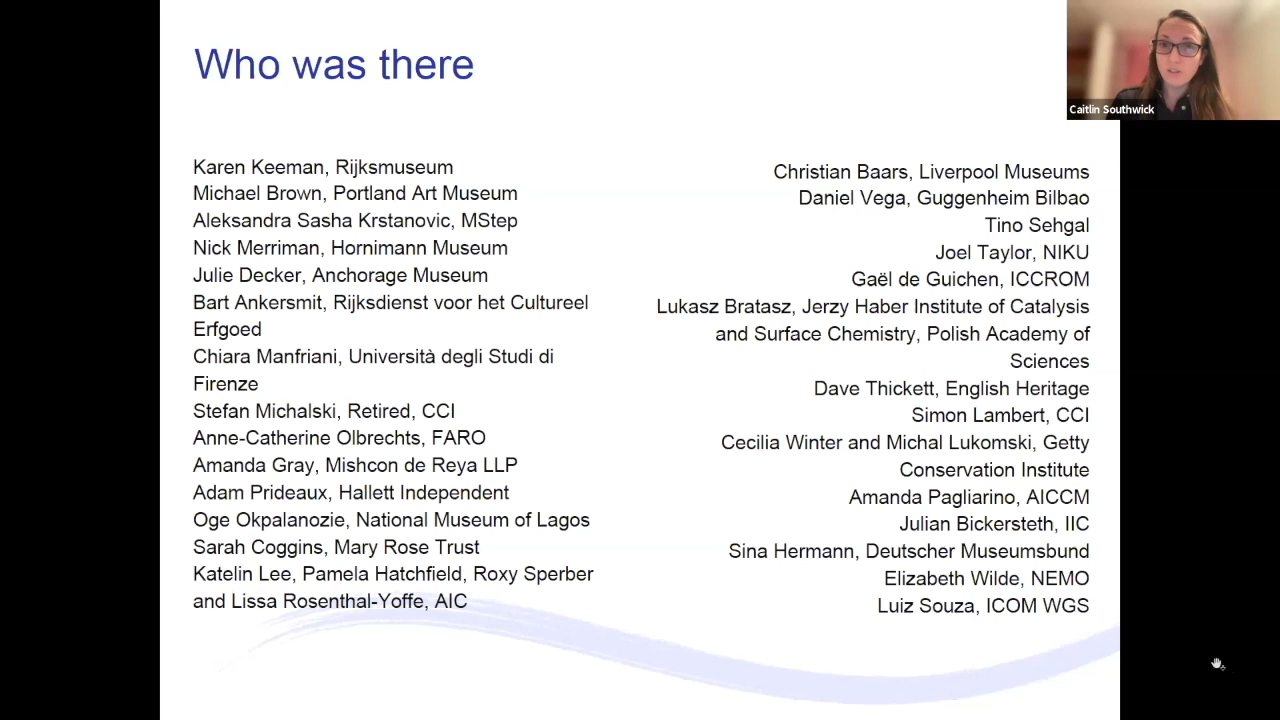 Who was there
Caitlin Southwick
Karen Keeman, Rijksmuseum
Michael Brown, Portland Art Museum
Aleksandra Sasha Krstanovic, MStep
Nick Merriman, Hornimann Museum
Julie Decker, Anchorage Museum
Bart Ankersmit, Rijksdienst voor het Cultureel
Erfgoed
Chiara Manfriani, Università degli Studi di
Firenze
Stefan Michalski, Retired, CCI
Anne-Catherine Olbrechts, FARO
Amanda Gray, Mishcon de Reya LLP
Adam Prideaux, Hallett Independent
Oge Okpalanozie, National Museum of Lagos
Sarah Coggins, Mary Rose Trust
Katelin Lee, Pamela Hatchfield, Roxy Sperber
and Lissa Rosenthal-Yoffe, AIC
Christian Baars, Liverpool Museums
Daniel Vega, Guggenheim Bilbao
Tino Sehgal
Joel Taylor, NIKU
Gaël de Guichen, ICCROM
Lukasz Bratasz, Jerzy Haber Institute of Catalysis
and Surface Chemistry, Polish Academy of
Sciences
Dave Thickett, English Heritage
Simon Lambert, CCI
Cecilia Winter and Michal Lukomski, Getty
Conservation Institute
Amanda Pagliarino, AICCM
Julian Bickersteth, IIC
Sina Hermann, Deutscher Museumsbund
Elizabeth Wilde, NEMO
Luiz Souza, ICOM WGS